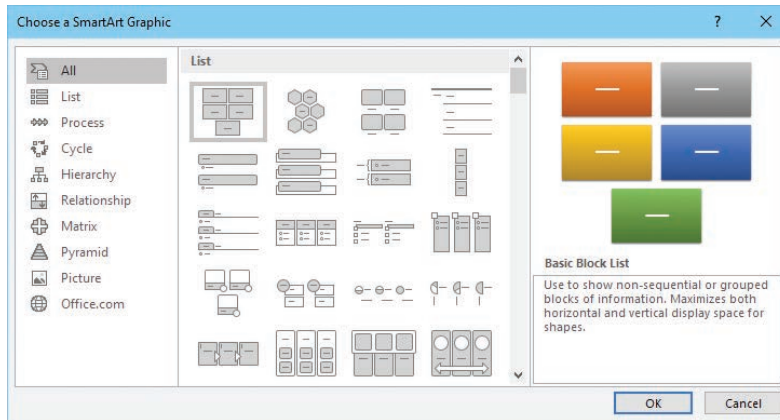 Choose a SmartArt Graphic
?
All
List
Process
Cycle
Hierarchy
Relationship
Matrix
Pyramid
Picture
Office.com
List
Basic Block List
Use to show non-sequential or grouped
blocks of information. Maximizes both
horizontal and vertical display space for
shapes.
OK
Cancel